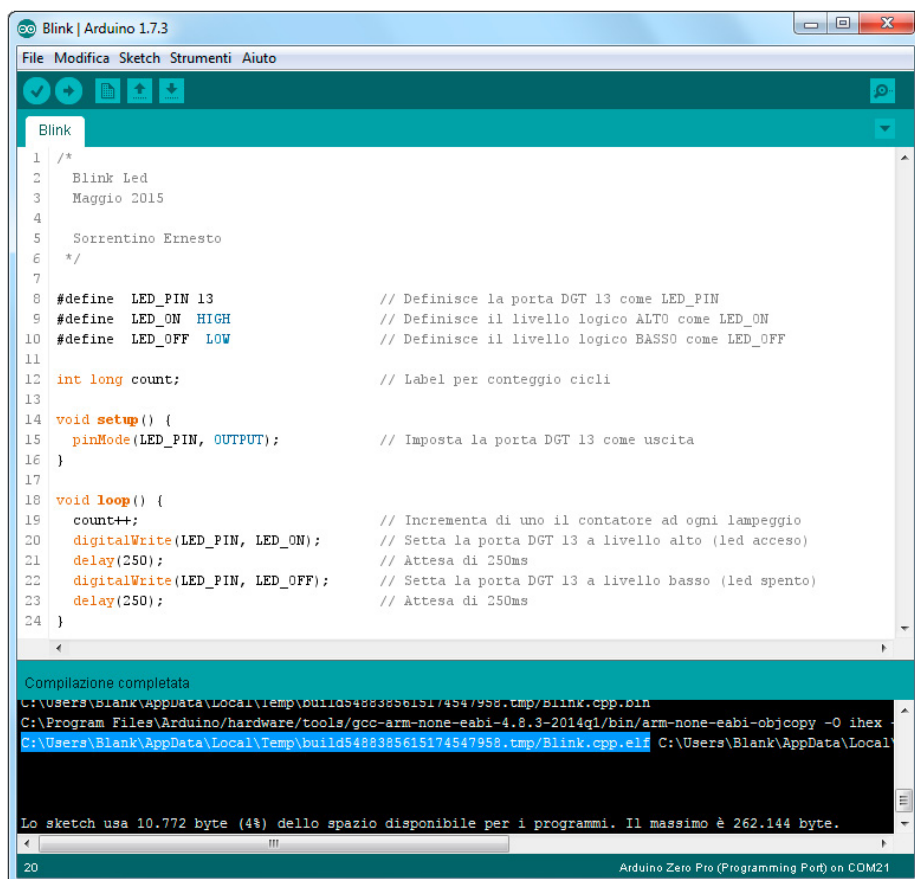 Blink | Arduino 1.7.3
File Modifica Sketch Strumenti Aiuto
Blink
1 /*
2 Blink Led
3 Maggio 2015
4
5 Sorrentino Ernesto
6 */
7
8 #define LED_PIN 13 // Definisce la porta DGT 13 come LED_PIN
9 #define LED_ON HIGH // Definisce il livello logico ALTO come LED_ON
10 #define LED_OFF LOW // Definisce il livello logico BASSO come LED_OFF
11
12 int long count; // Label per conteggio cicli
13
14 void setup() {
15 pinMode(LED_PIN, OUTPUT); // Imposta la porta DGT 13 come uscita
16 }
17
18 void loop() {
19 count++; // Incrementa di uno il contatore ad ogni lampeggio
20 digitalWrite(LED_PIN, LED_ON); // Setta la porta DGT 13 a livello alto (led acceso)
21 delay(250); // Attesa di 250ms
22 digitalWrite(LED_PIN, LED_OFF); // Setta la porta DGT 13 a livello basso (led spento)
23 delay(250); // Attesa di 250ms
24 }
Compilazione completata
C:\Users\Blank\AppData\Local\Temp\build5488385615174547958.tmp/Blink.cpp.bin
C:\Program Files\Arduino/hardware/tools/gcc-arm-none-eabi-4.8.3-2014q1/bin/arm-none-eabi-objcopy -O ihex -
C:\Users\Blank\AppData\Local\Temp\build5488385615174547958.tmp/Blink.cpp.elf C:\Users\Blank\AppData\Local\
Lo sketch usa 10.772 byte (4%) dello spazio disponibile per i programmi. Il massimo è 262.144 byte.
20 Arduino Zero Pro (Programming Port) on COM21